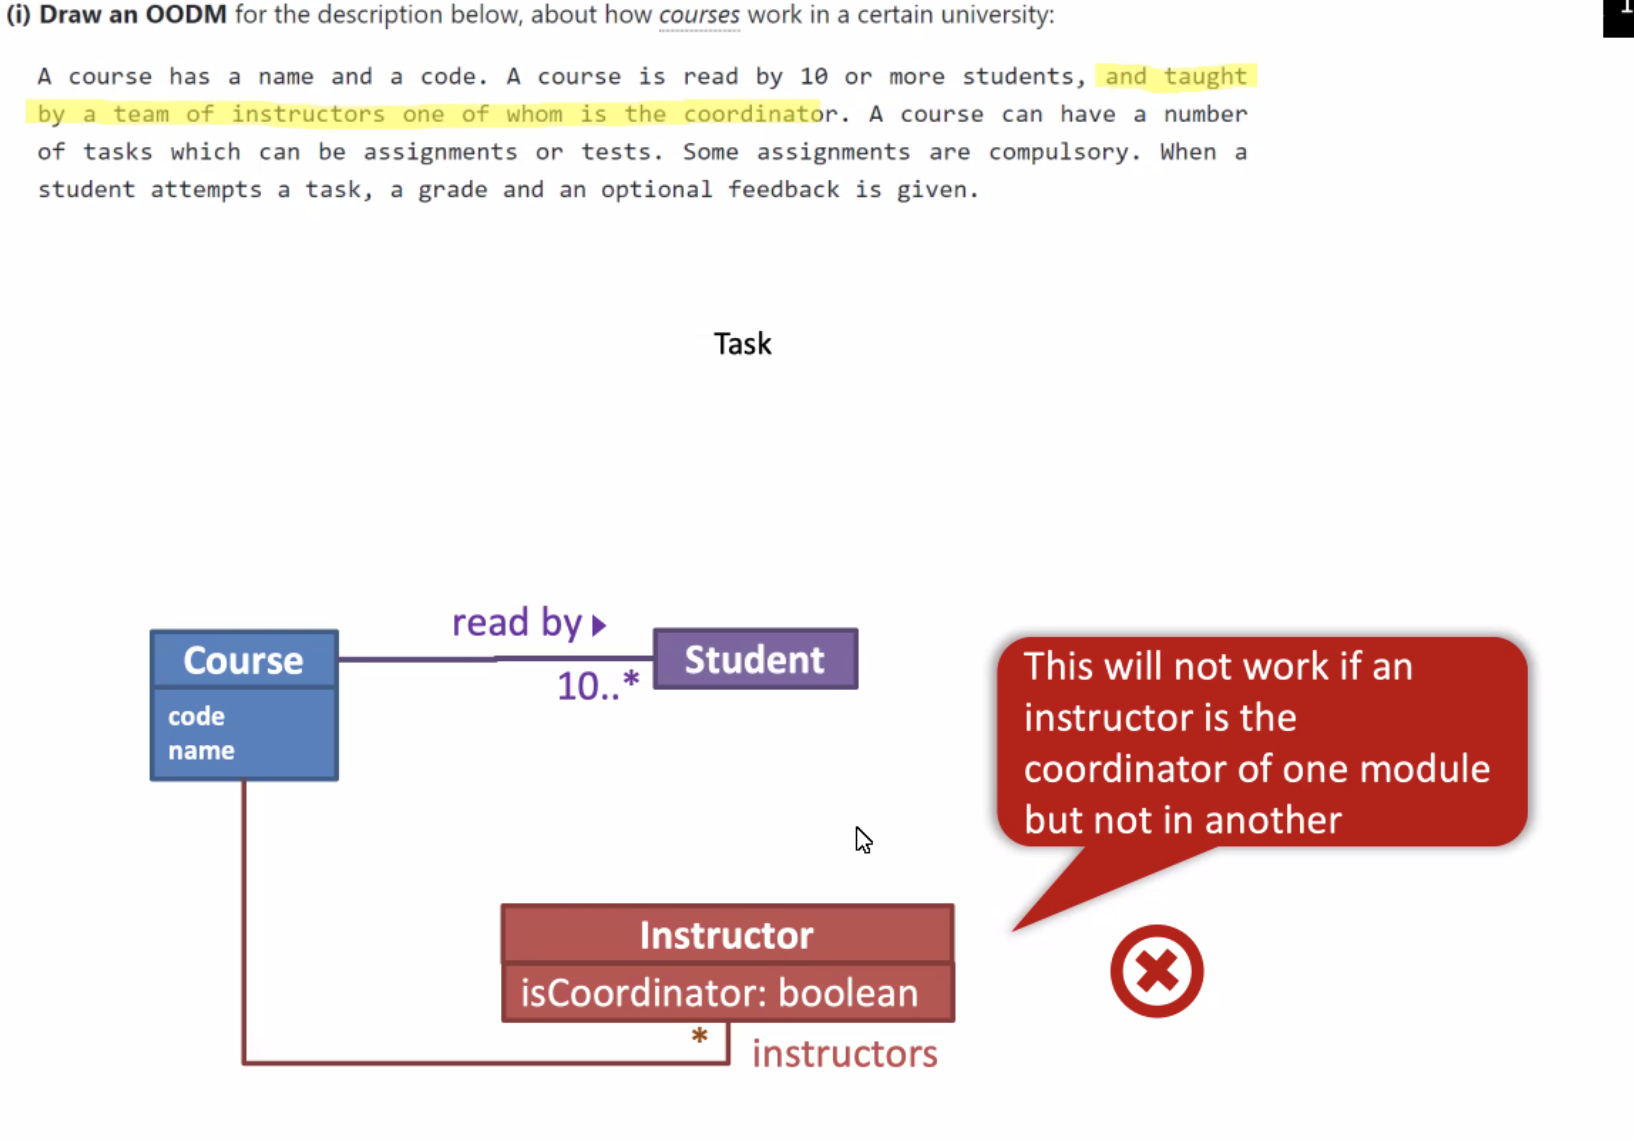 (i) Draw an OODM for the description below, about how courses work in a certain university:
A course has a name and a code. A course is read by 10 or more students, and taught
by a team of instructors one of whom is the coordinator. A course can have a number
of tasks which can be assignments or tests. Some assignments are compulsory. When a
student attempts a task, a grade and an optional feedback is given.
Task
read by
Course
Student
10..*
code
name
This will not work if an
instructor is the
coordinator of one module
but not in another
Instructor
isCoordinator: boolean
*
instructors